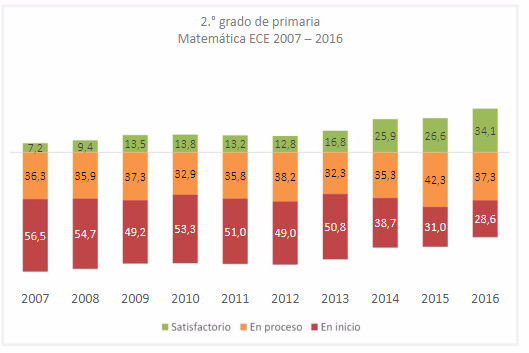 2.° grado de primaria
Matemática ECE 2007 – 2016
7,2 9,4 13,5 13,8 13,2 12,8 16,8 25,9 26,6 34,1
36,3 35,9 37,3 32,9 35,8 38,2 32,3 35,3 42,3 37,3
56,5 54,7 49,2 53,3 51,0 49,0 50,8 38,7 31,0 28,6
2007 2008 2009 2010 2011 2012 2013 2014 2015 2016
Satisfactorio En proceso En inicio